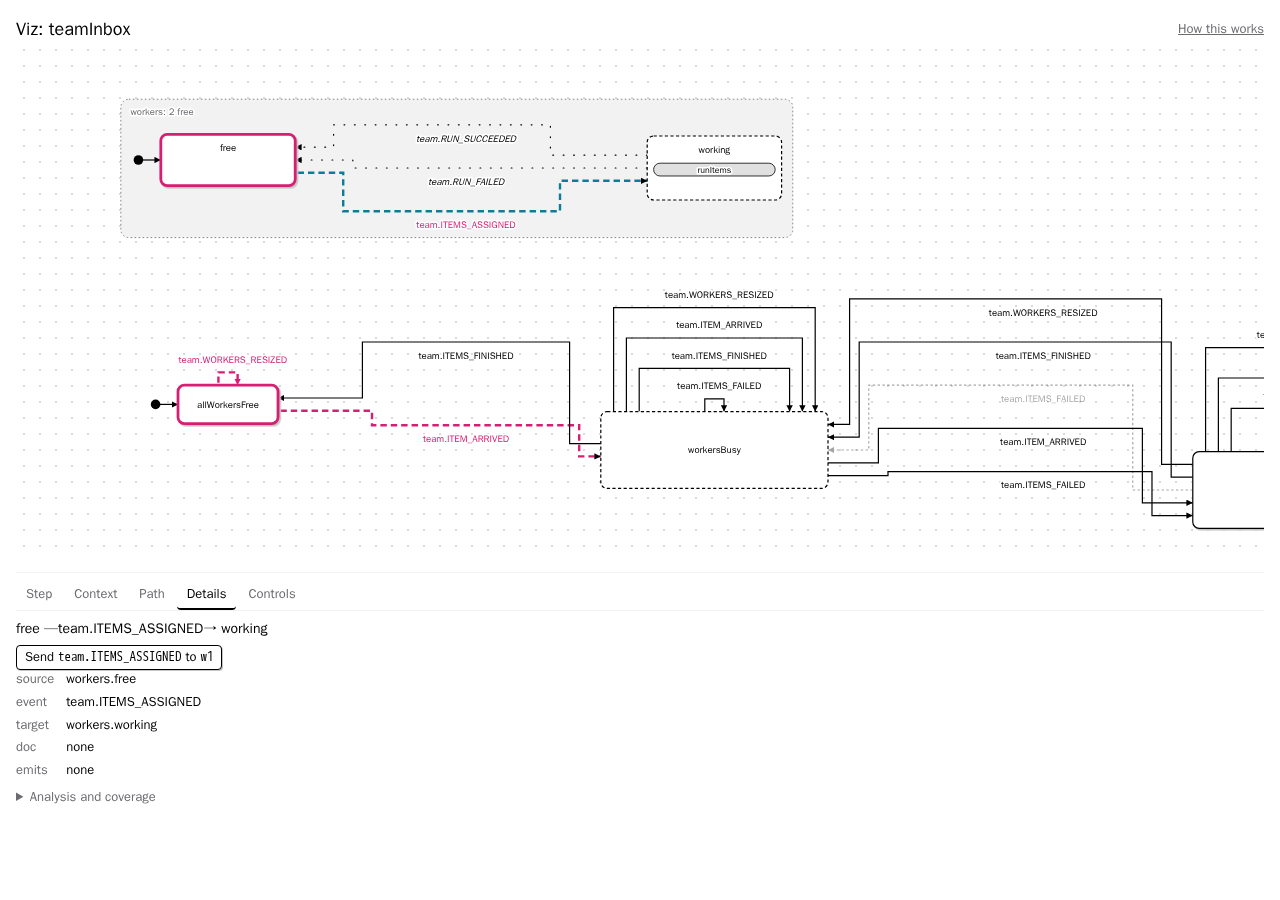 Viz: teamInbox
How this works
workers: 2 free
free
team.RUN_SUCCEEDED
working
runItems
team.RUN_FAILED
team.ITEMS_ASSIGNED
team.WORKERS_RESIZED
team.WORKERS_RESIZED
team.ITEM_ARRIVED
te
team.WORKERS_RESIZED
team.ITEMS_FINISHED
team.ITEMS_FINISHED
team.ITEMS_FINISHED
team.ITEMS_FAILED
team.ITEMS_FAILED
allWorkersFree
team.ITEM_ARRIVED
team.ITEM_ARRIVED
workersBusy
team.ITEMS_FAILED
Step Context Path Details Controls
free —team.ITEMS_ASSIGNED→ working
Send team.ITEMS_ASSIGNED to w1
source workers.free
event team.ITEMS_ASSIGNED
target workers.working
doc none
emits none
Analysis and coverage